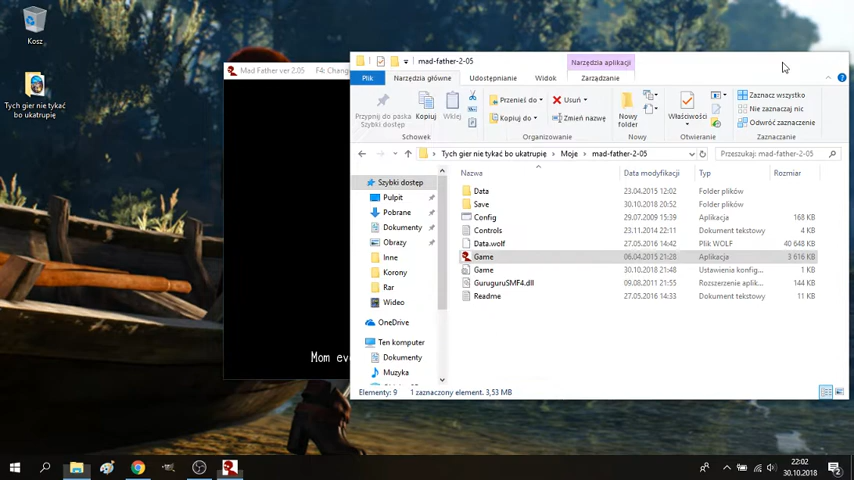 Kosz
Tych gier nie tykać
bo ukatrupię
Mad Father ver 2.05 F4: Chang
Mom eve
mad-father-2-05
Narzędzia aplikacji
Plik Narzędzia główne Udostępnianie Widok Zarządzanie
Przypnij do paska
Szybki dostęp
Kopiuj
Wklej
Przenieś do
Kopiuj do
Usuń
Zmień nazwę
Nowy
folder
Właściwości
Zaznacz wszystko
Nie zaznaczaj nic
Odwróć zaznaczenie
Schowek Organizowanie Nowy Otwieranie Zaznaczanie
Tych gier nie tykać bo ukatrupię Moje mad-father-2-05
Przeszukaj: mad-father-2-05
Szybki dostęp
Pulpit
Pobrane
Dokumenty
Obrazy
Inne
Korony
Rar
Wideo
OneDrive
Ten komputer
Dokumenty
Muzyka
Nazwa Data modyfikacji Typ Rozmiar
Data 23.04.2015 12:02 Folder plików
Save 30.10.2018 20:52 Folder plików
Config 29.07.2009 15:39 Aplikacja 168 KB
Controls 23.11.2014 22:11 Dokument tekstowy 4 KB
Data.wolf 27.05.2016 14:42 Plik WOLF 40 648 KB
Game 06.04.2015 21:28 Aplikacja 3 616 KB
Game 30.10.2018 21:48 Ustawienia konfig... 1 KB
GuruguruSMF4.dll 09.08.2011 21:55 Rozszerzenie aplik... 144 KB
Readme 27.05.2016 14:33 Dokument tekstowy 11 KB
Elementy: 9 1 zaznaczony element. 3,53 MB
22:02
30.10.2018
2